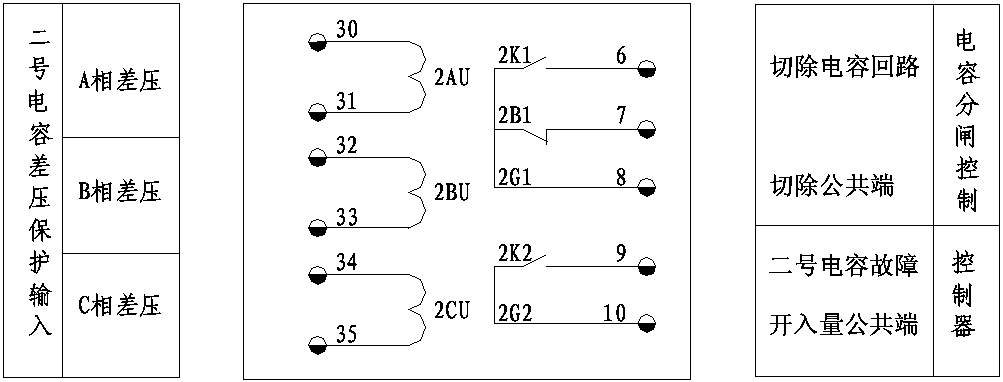 二号电容差压保护输入
A相差压
B相差压
C相差压
30
31
2AU
32
33
2BU
34
35
2CU
2K1 6
2B1 7
2G1 8
2K2 9
2G2 10
切除电容回路
切除公共端
电容分闸控制
二号电容故障
开入量公共端
控制器